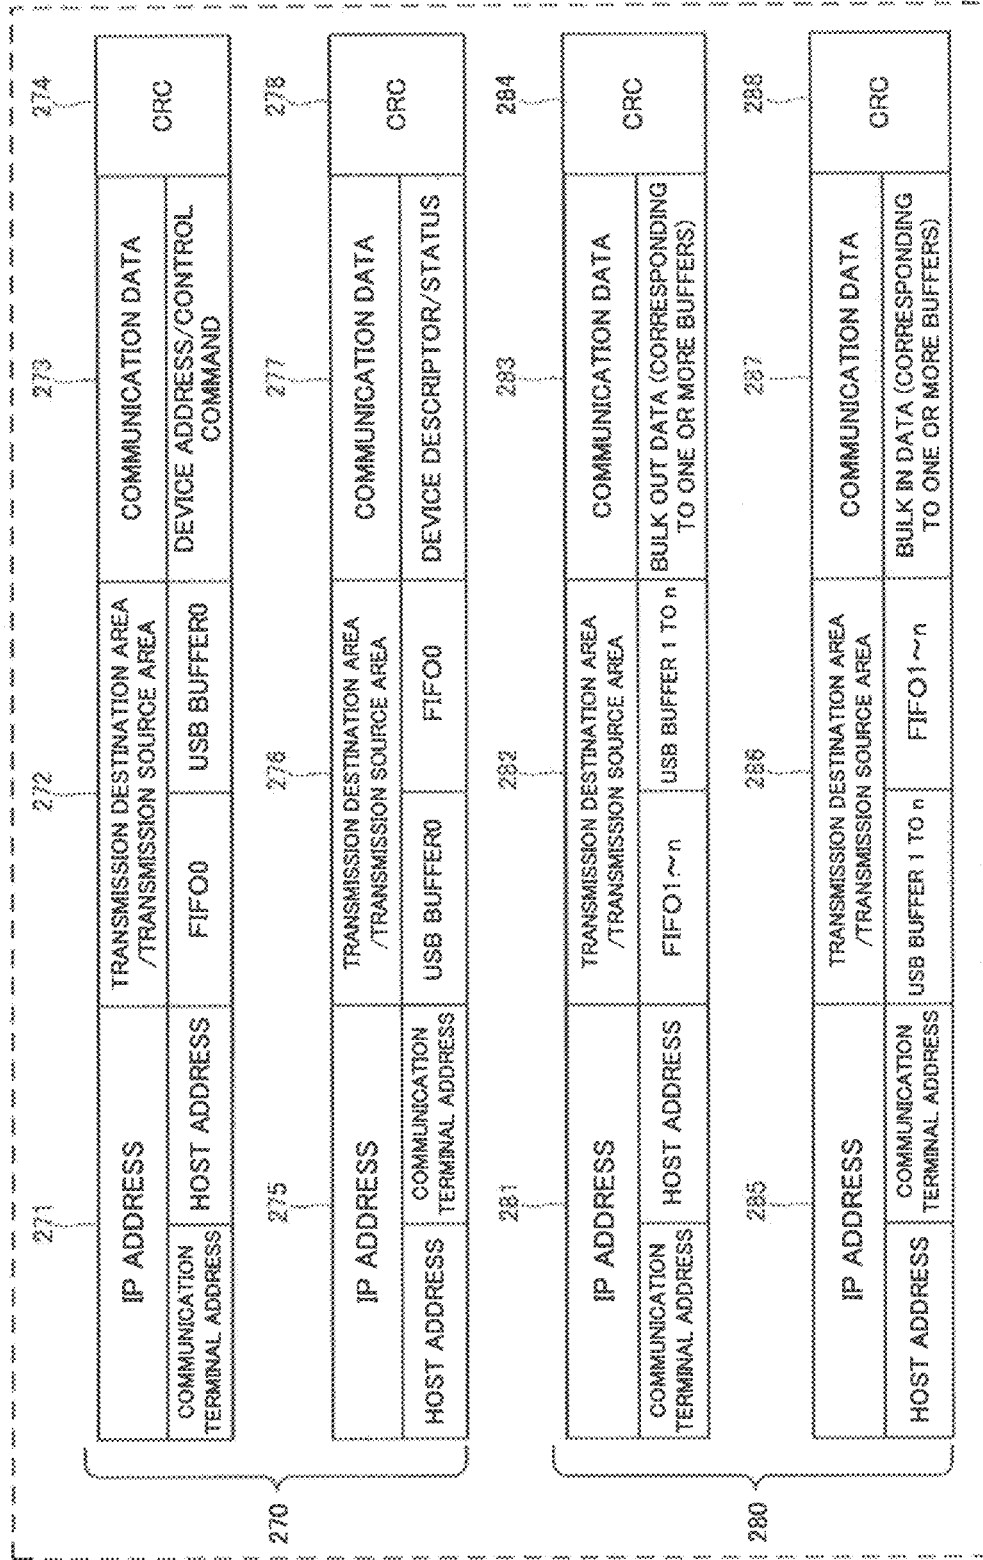 271
272
273
274
IP ADDRESS
TRANSMISSION DESTINATION AREA
/TRANSMISSION SOURCE AREA
COMMUNICATION DATA
CRC
COMMUNICATION
TERMINAL ADDRESS
HOST ADDRESS
FIFO0
USB BUFFER0
DEVICE ADDRESS/CONTROL
COMMAND
270
275
276
277
278
IP ADDRESS
TRANSMISSION DESTINATION AREA
/TRANSMISSION SOURCE AREA
COMMUNICATION DATA
CRC
HOST ADDRESS
COMMUNICATION
TERMINAL ADDRESS
USB BUFFER0
FIFO0
DEVICE DESCRIPTOR/STATUS
281
282
283
284
IP ADDRESS
TRANSMISSION DESTINATION AREA
/TRANSMISSION SOURCE AREA
COMMUNICATION DATA
CRC
COMMUNICATION
TERMINAL ADDRESS
HOST ADDRESS
FIFO1~n
USB BUFFER 1 TO n
BULK OUT DATA (CORRESPONDING
TO ONE OR MORE BUFFERS)
280
285
286
287
288
IP ADDRESS
TRANSMISSION DESTINATION AREA
/TRANSMISSION SOURCE AREA
COMMUNICATION DATA
CRC
HOST ADDRESS
COMMUNICATION
TERMINAL ADDRESS
USB BUFFER 1 TO n
FIFO1~n
BULK IN DATA (CORRESPONDING
TO ONE OR MORE BUFFERS)